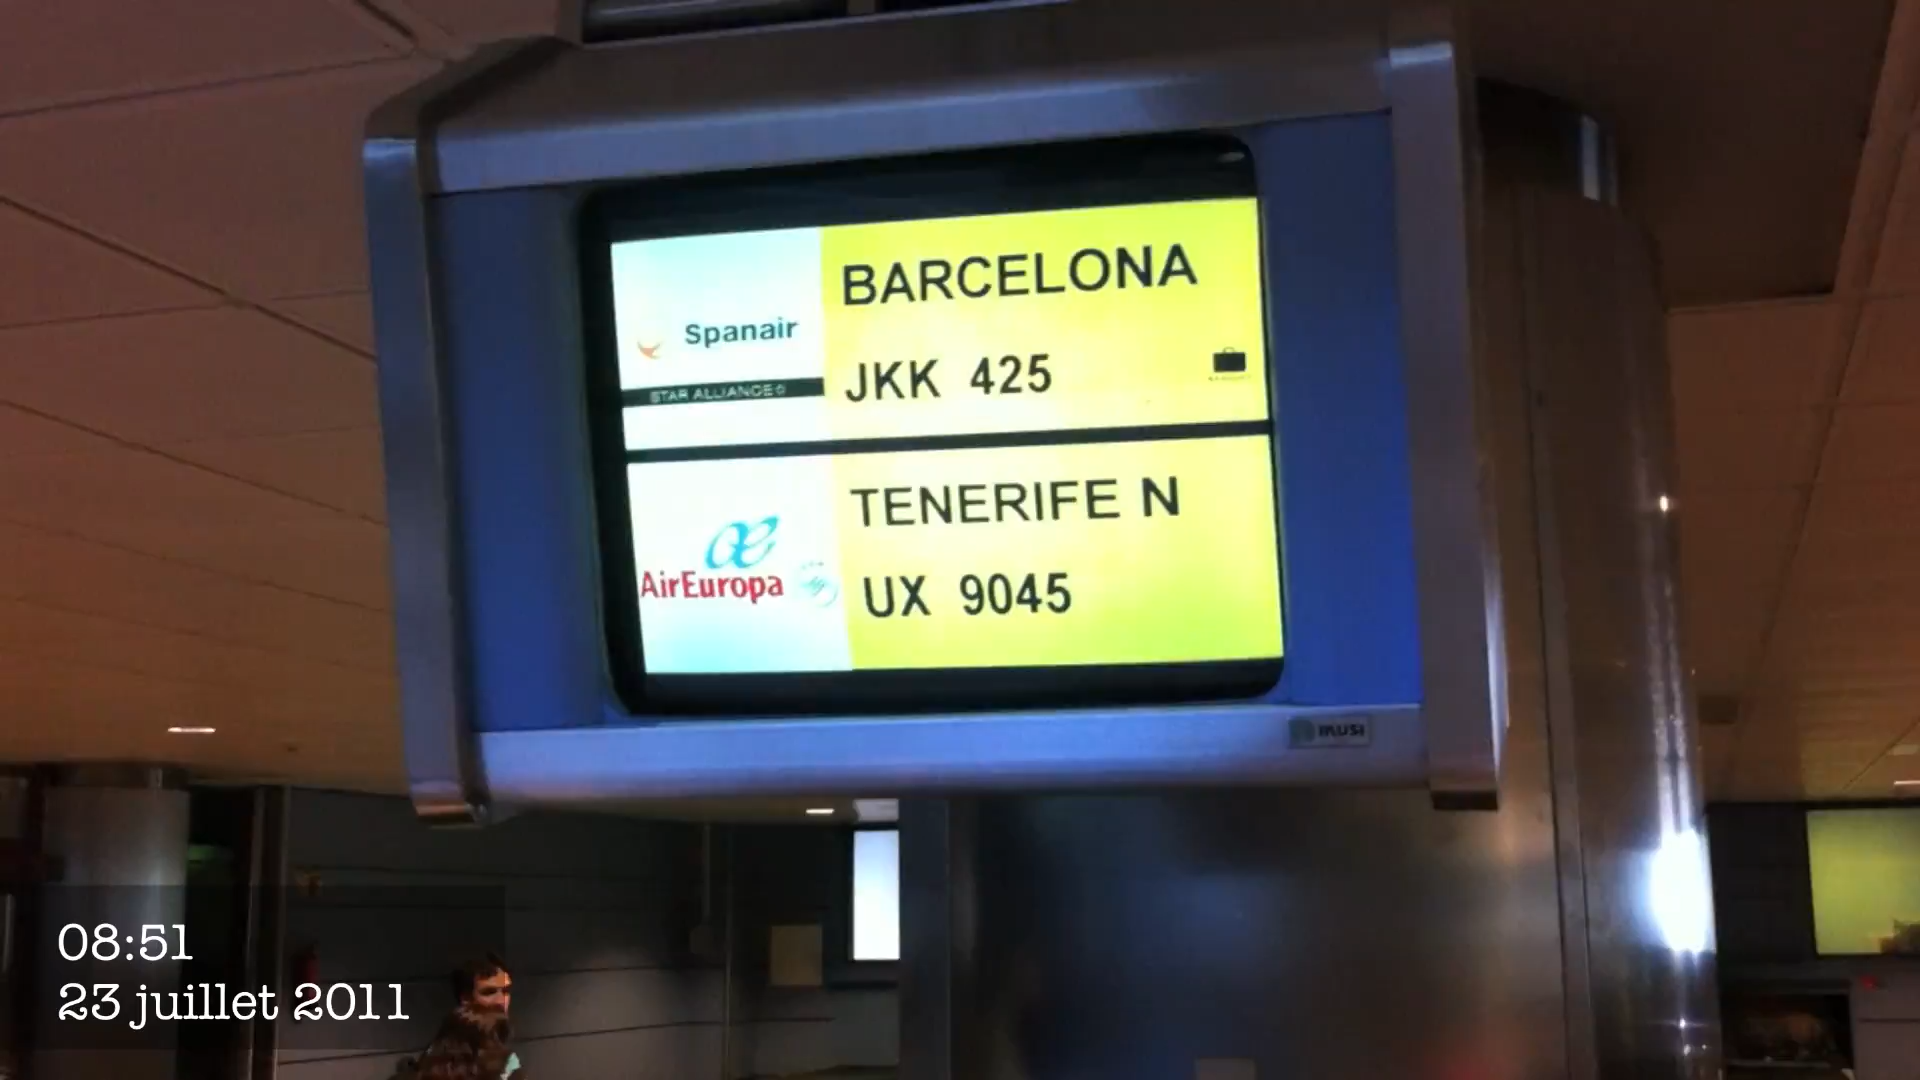 BARCELONA
Spanair
JKK 425
STAR ALLIANCE
TENERIFE N
AirEuropa
UX 9045
IKUSI
08:51
23 juillet 2011